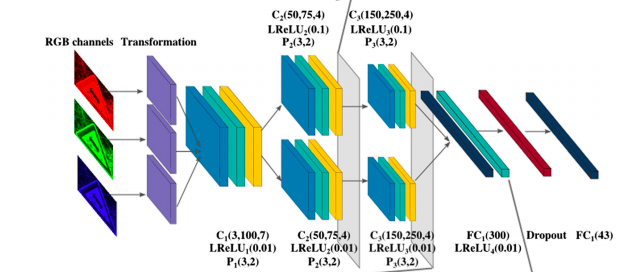 C₂(50,75,4) C₃(150,250,4)
LReLU₂(0.1) LReLU₃(0.1)
P₂(3,2) P₃(3,2)
RGB channels Transformation
C₁(3,100,7) C₂(50,75,4) C₃(150,250,4) FC₁(300) Dropout FC₁(43)
LReLU₁(0.01) LReLU₂(0.01) LReLU₃(0.01) LReLU₄(0.01)
P₁(3,2) P₂(3,2) P₃(3,2)